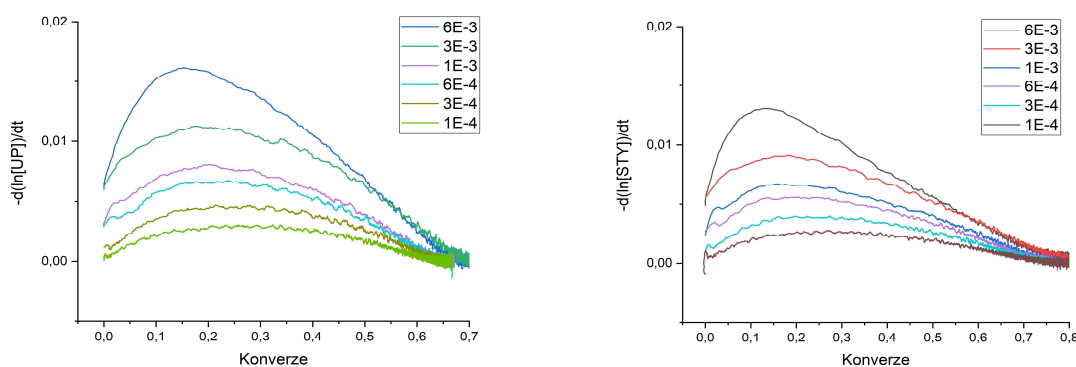 -d(ln[UP])/dt
0,02
0,01
0,00
0,0 0,1 0,2 0,3 0,4 0,5 0,6 0,7
Konverze
6E-3
3E-3
1E-3
6E-4
3E-4
1E-4
-d(ln[STY])/dt
0,02
0,01
0,00
0,0 0,1 0,2 0,3 0,4 0,5 0,6 0,7 0,8
Konverze
6E-3
3E-3
1E-3
6E-4
3E-4
1E-4